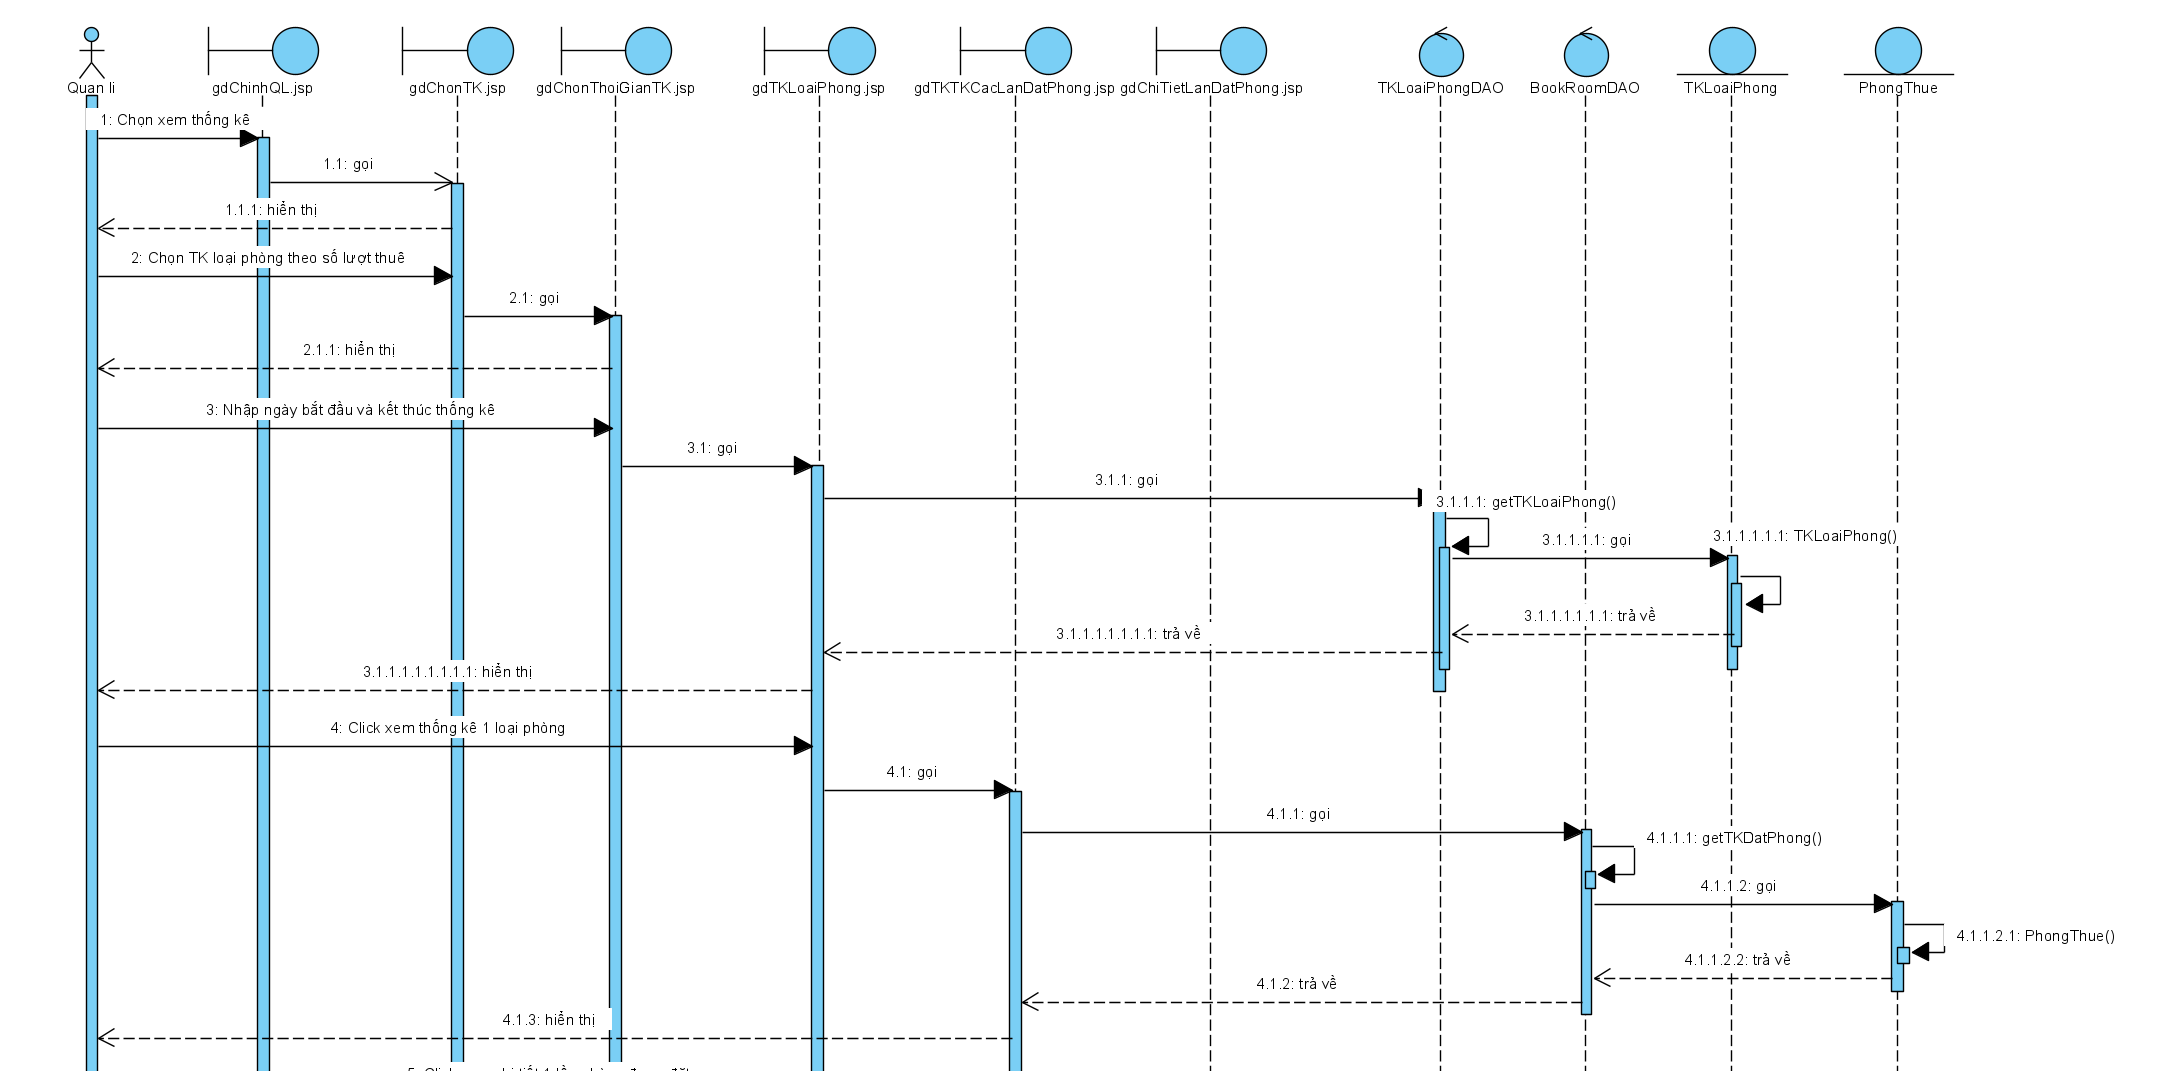 Quan lí
gdChinhQL.jsp
gdChonTK.jsp
gdChonThoiGianTK.jsp
gdTKLoaiPhong.jsp
gdTKTKCacLanDatPhong.jsp
gdChiTietLanDatPhong.jsp
TKLoaiPhongDAO
BookRoomDAO
TKLoaiPhong
PhongThue
1: Chọn xem thống kê
1.1: gọi
1.1.1: hiển thị
2: Chọn TK loại phòng theo số lượt thuê
2.1: gọi
2.1.1: hiển thị
3: Nhập ngày bắt đầu và kết thúc thống kê
3.1: gọi
3.1.1: gọi
3.1.1.1: getTKLoaiPhong()
3.1.1.1.1: gọi
3.1.1.1.1.1: TKLoaiPhong()
3.1.1.1.1.1.1: trả về
3.1.1.1.1.1.1.1: trả về
3.1.1.1.1.1.1.1.1: hiển thị
4: Click xem thống kê 1 loại phòng
4.1: gọi
4.1.1: gọi
4.1.1.1: getTKDatPhong()
4.1.1.2: gọi
4.1.1.2.1: PhongThue()
4.1.1.2.2: trả về
4.1.2: trả về
4.1.3: hiển thị